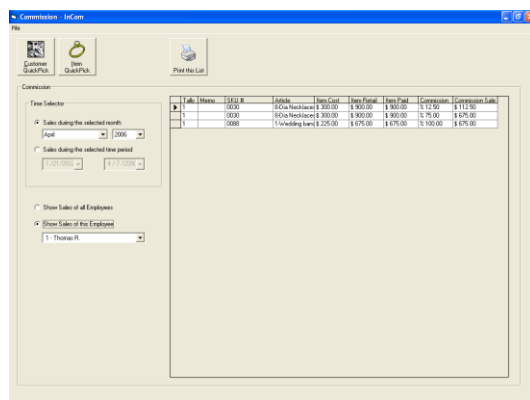 Commission - InCom
File
Customer QuickPick
Item QuickPick
Print this List
Commission
Time Selector
Sales during the selected month
April 2006
Sales during the selected time period
Show Sales of all Employees
Show Sales of this Employee
1 - Thomas R.
Tally Memo SKU # Article Item Cost Item Retail Item Paid Commission Commission Sale
1 0030 8-Dia Necklace $ 300.00 $ 900.00 $ 900.00 % 12.50 $ 112.50
1 0030 8-Dia Necklace $ 300.00 $ 900.00 $ 900.00 % 75.00 $ 675.00
1 0088 1-Wedding band $ 225.00 $ 675.00 $ 675.00 % 100.00 $ 675.00